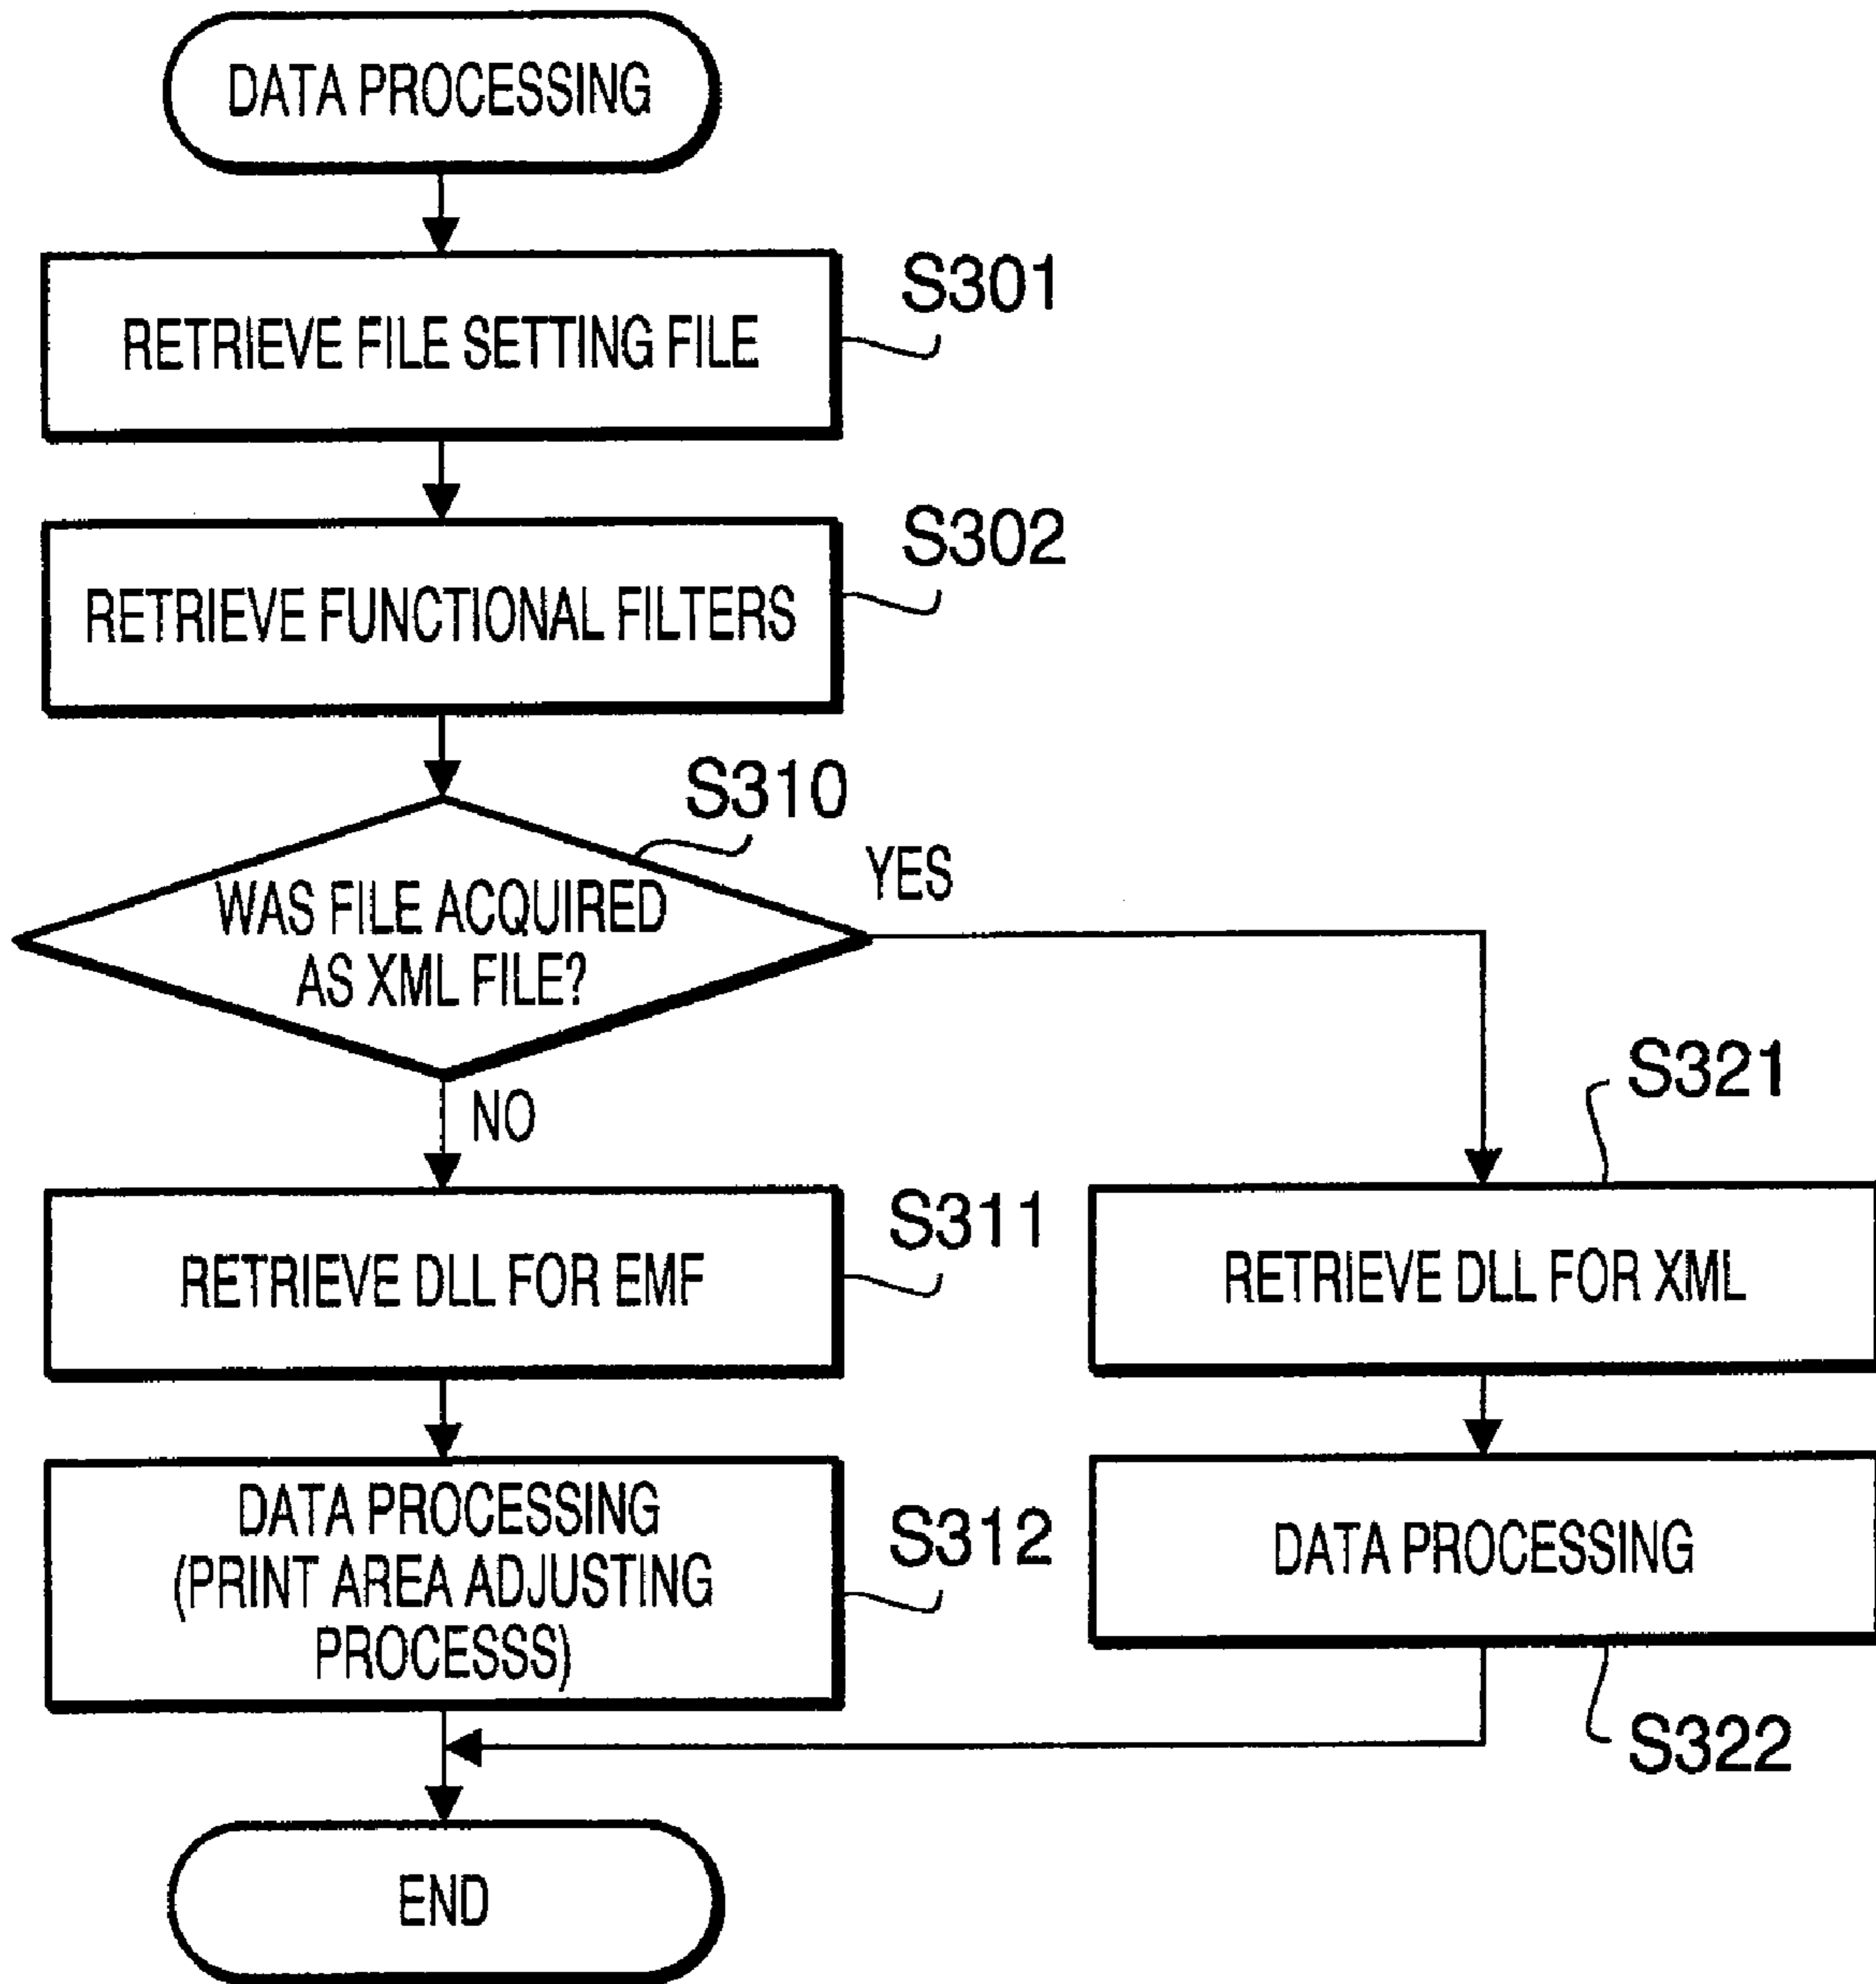 DATA PROCESSING
S301
RETRIEVE FILE SETTING FILE
S302
RETRIEVE FUNCTIONAL FILTERS
S310
YES
WAS FILE ACQUIRED
AS XML FILE?
NO
S321
S311
RETRIEVE DLL FOR EMF
RETRIEVE DLL FOR XML
DATA PROCESSING
(PRINT AREA ADJUSTING
PROCESSS)
S312
DATA PROCESSING
S322
END